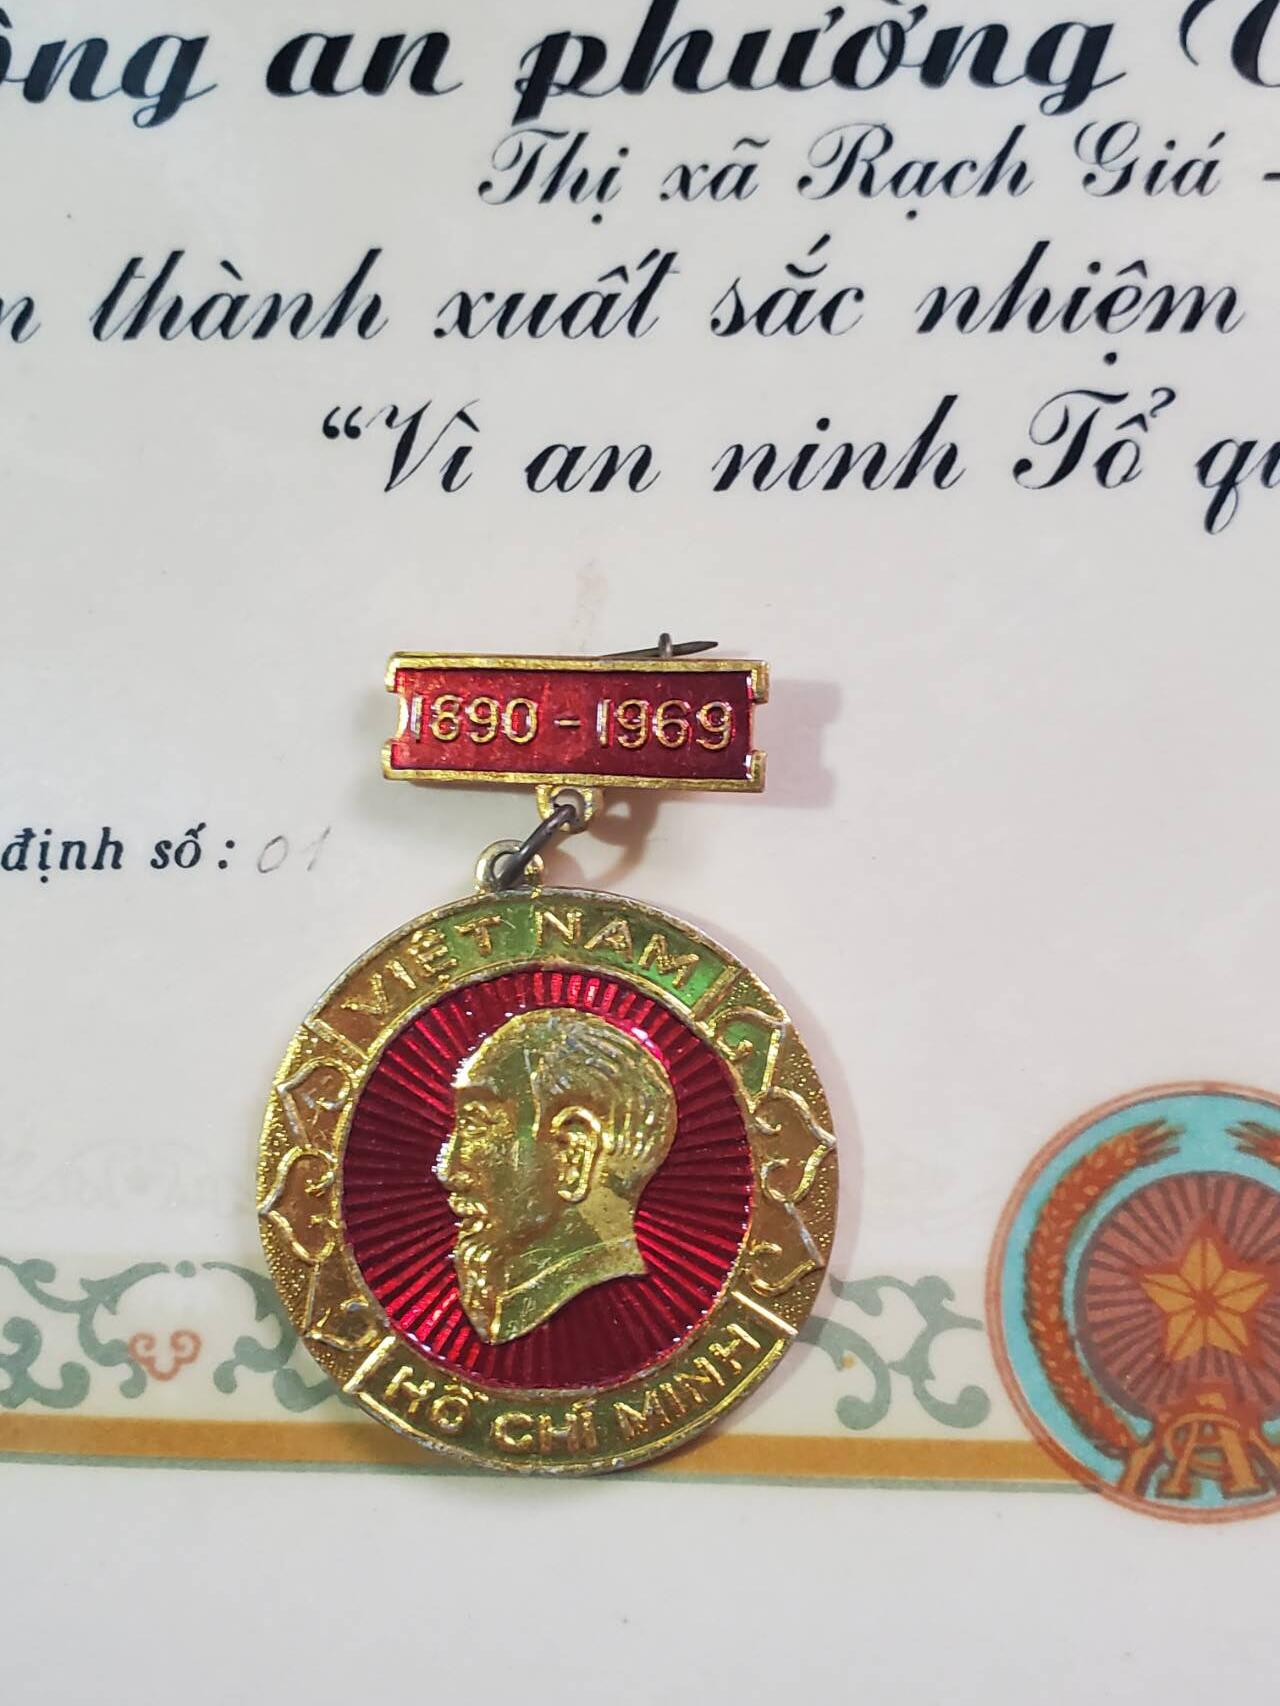 ông an phường
Thị xã Rạch Giá -
n thành xuất sắc nhiệm
“Vì an ninh Tổ qu
1890 - 1969
định số: 01
VIỆT NAM
HỒ CHÍ MINH